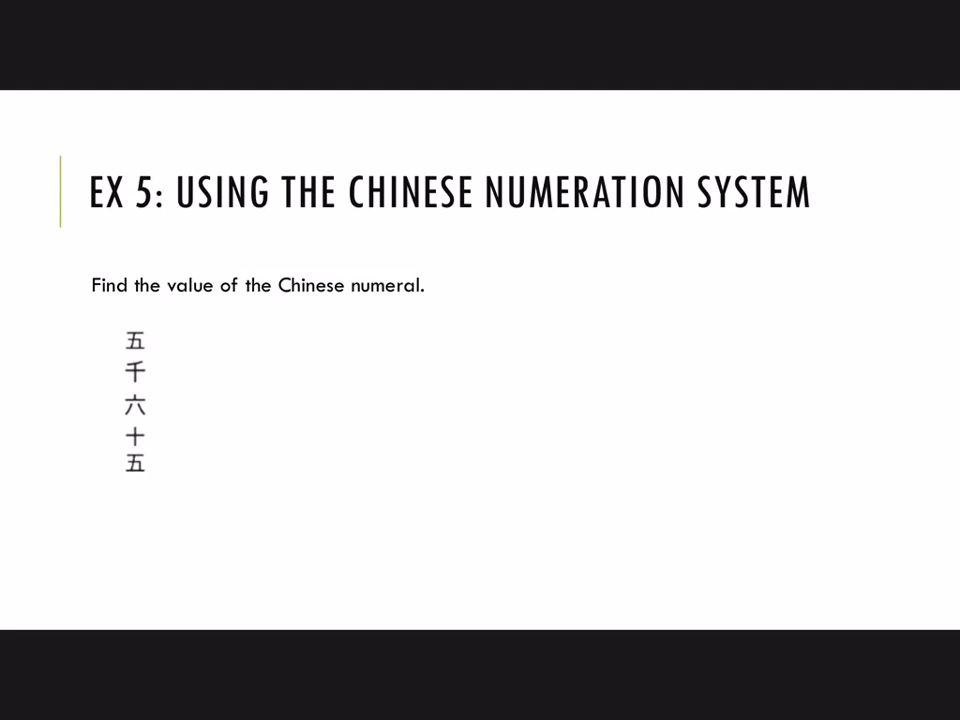 EX 5: USING THE CHINESE NUMERATION SYSTEM
Find the value of the Chinese numeral.
五
千
六
十
五